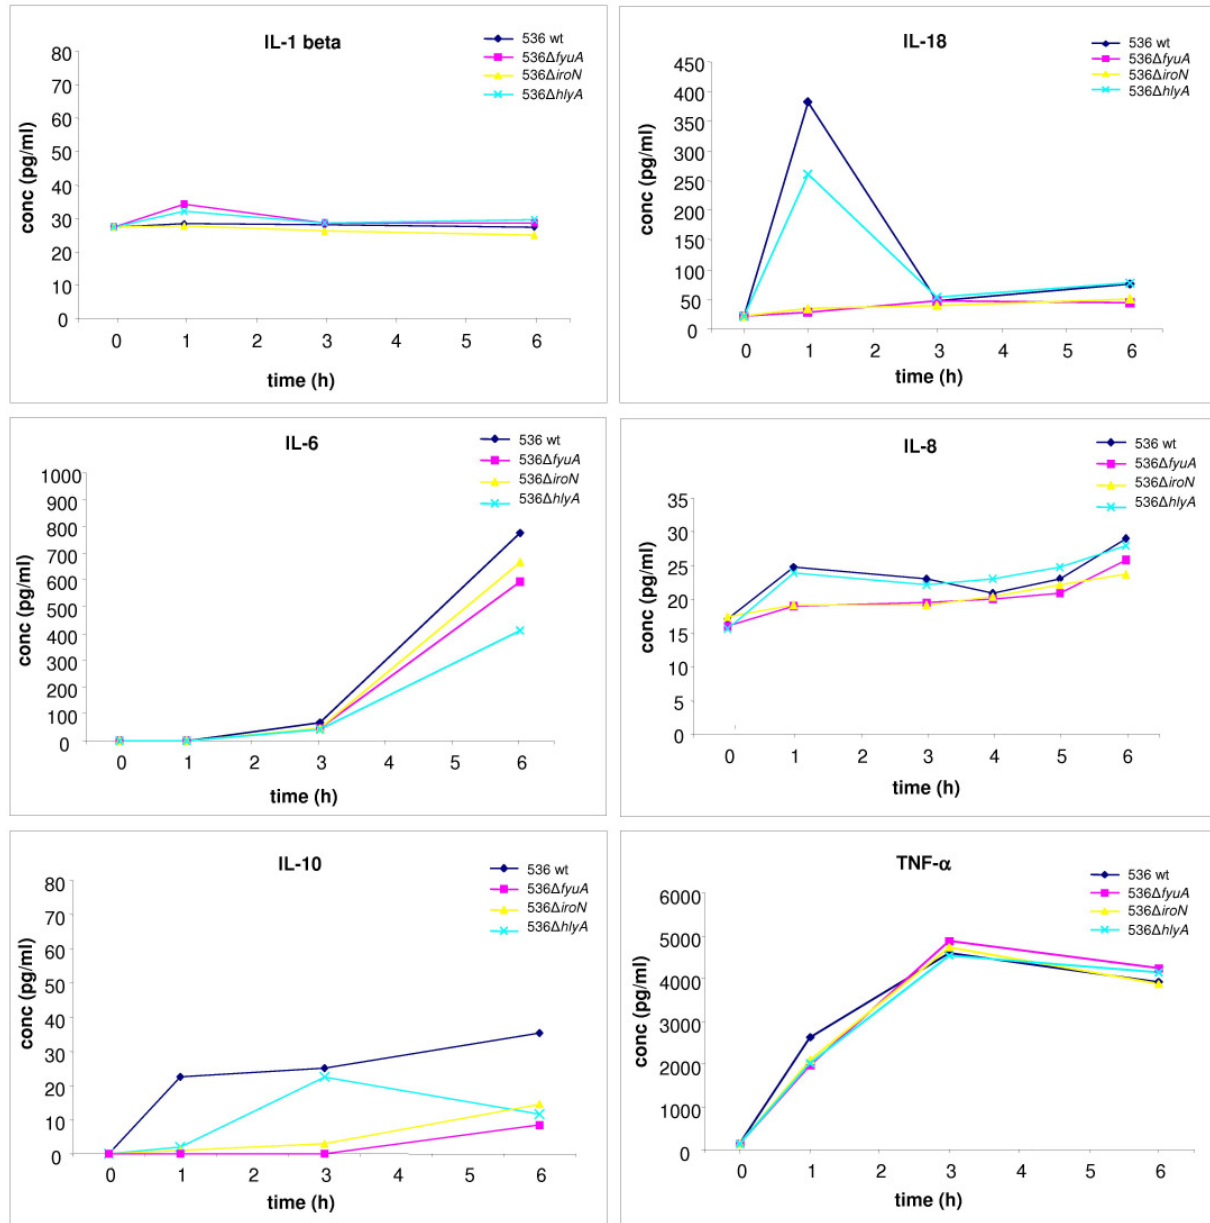 IL-1 beta
536 wt
536ΔfyuA
536ΔiroN
536ΔhlyA
conc (pg/ml)
80
70
60
50
40
30
20
10
0
0 1 2 3 4 5 6
time (h)
IL-18
536 wt
536ΔfyuA
536ΔiroN
536ΔhlyA
conc (pg/ml)
450
400
350
300
250
200
150
100
50
0
0 1 2 3 4 5 6
time (h)
IL-6
536 wt
536ΔfyuA
536ΔiroN
536ΔhlyA
conc (pg/ml)
1000
900
800
700
600
500
400
300
200
100
0
0 1 2 3 4 5 6
time (h)
IL-8
536 wt
536ΔfyuA
536ΔiroN
536ΔhlyA
conc (pg/ml)
35
30
25
20
15
10
5
0
0 1 2 3 4 5 6
time (h)
IL-10
536 wt
536ΔfyuA
536ΔiroN
536ΔhlyA
conc (pg/ml)
80
70
60
50
40
30
20
10
0
0 1 2 3 4 5 6
time (h)
TNF-α
536 wt
536ΔfyuA
536ΔiroN
536ΔhlyA
conc (pg/ml)
6000
5000
4000
3000
2000
1000
0
0 1 2 3 4 5 6
time (h)